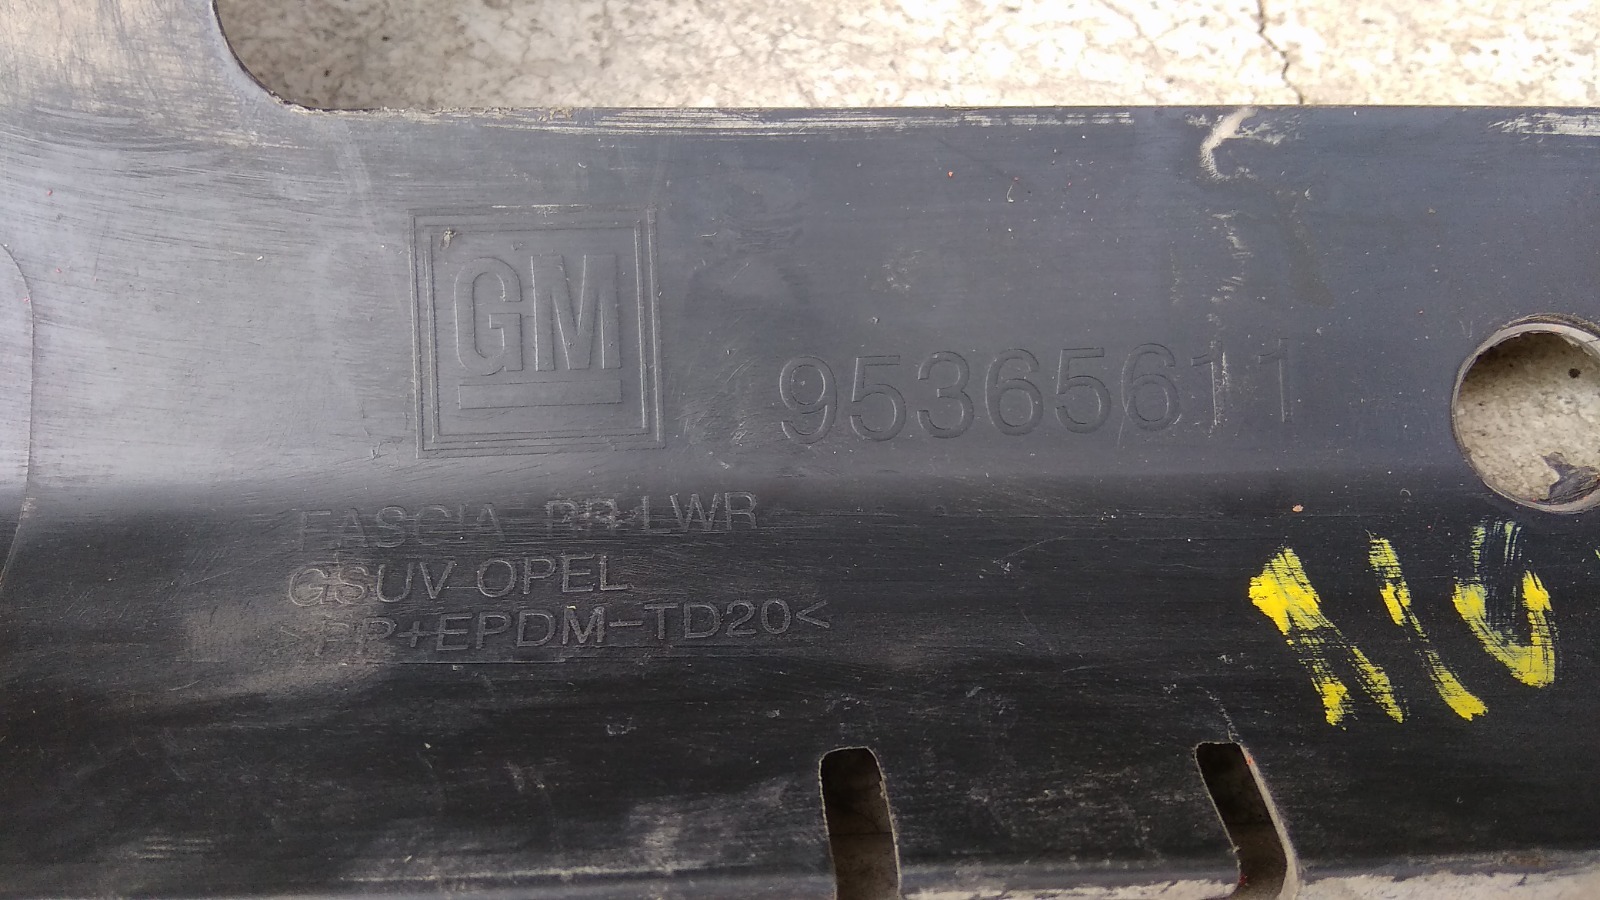 GM
95365611
FASCIA RR LWR
GSUV OPEL
>PP+EPDM-TD20<